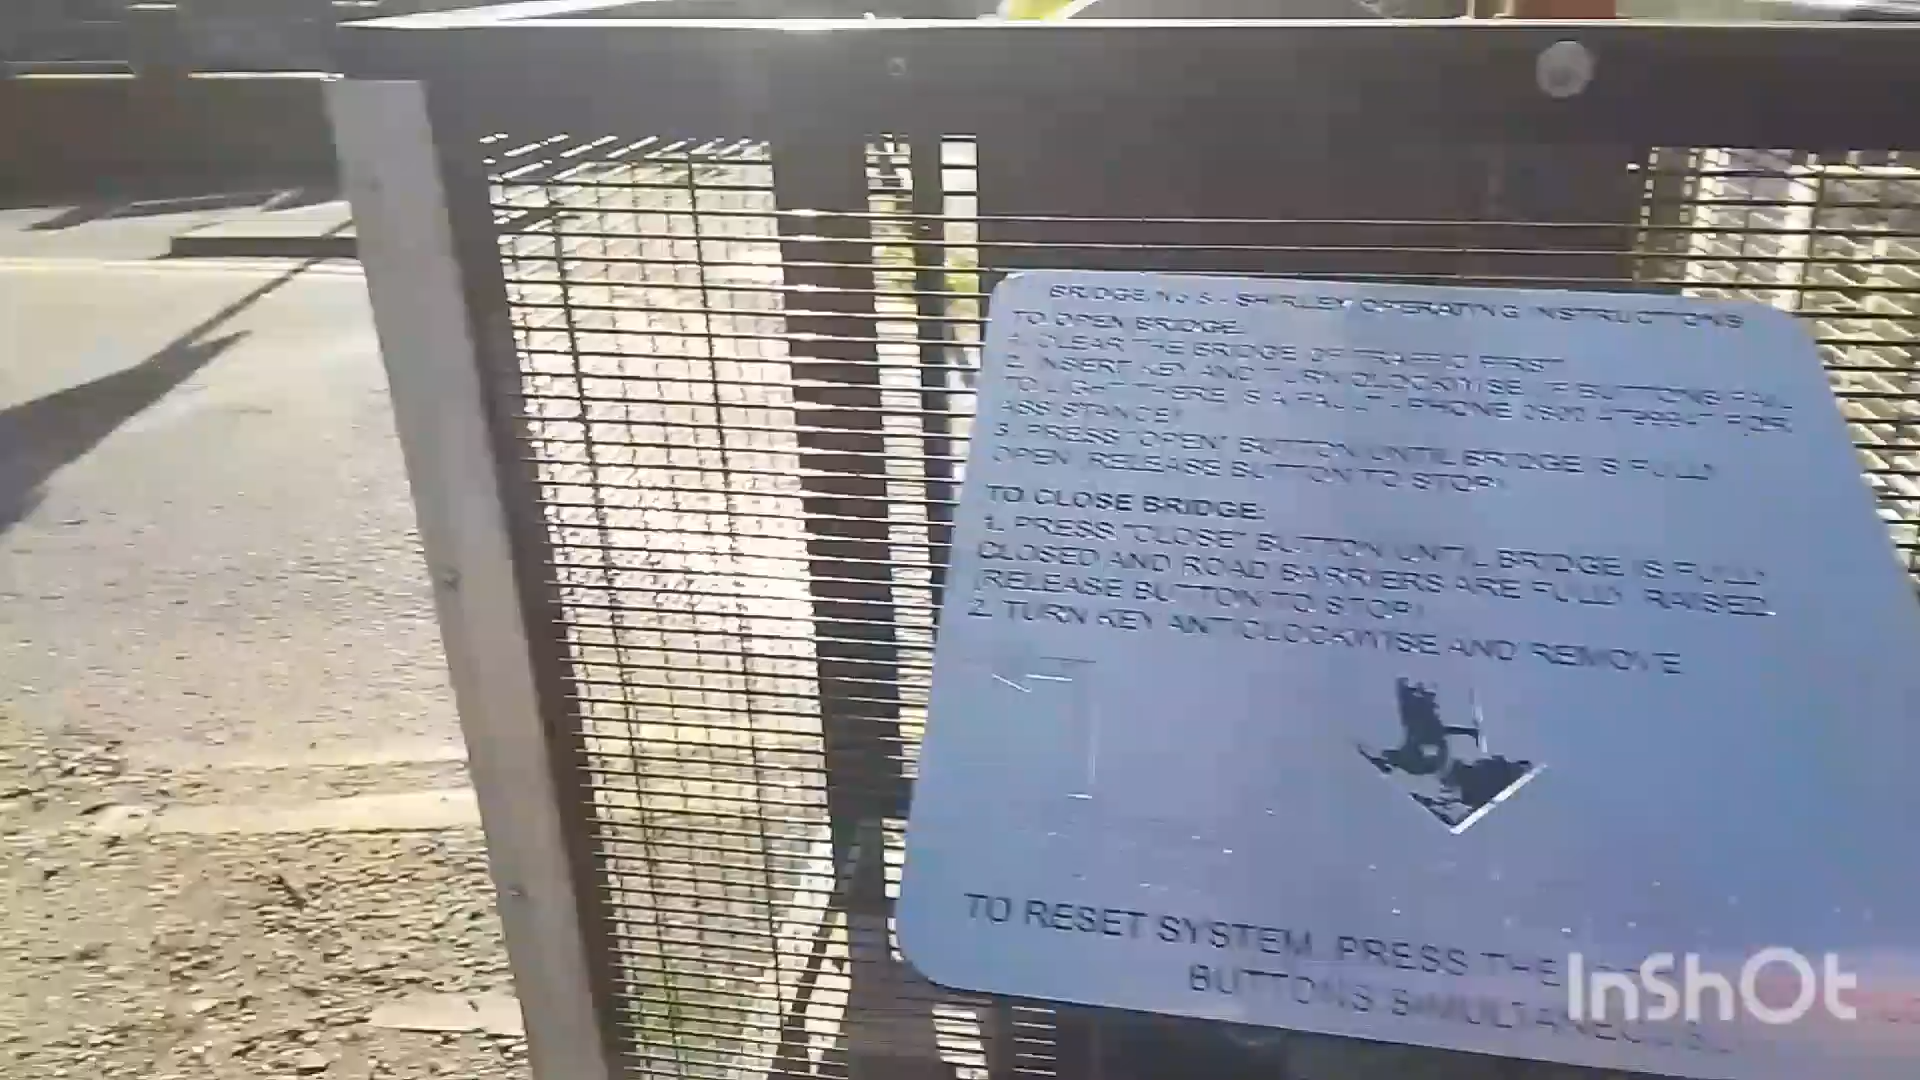 BRIDGE No 8 - SHIRLEY OPERATING INSTRUCTIONS
TO OPEN BRIDGE:
1. CLEAR THE BRIDGE OF TRAFFIC FIRST
2. INSERT KEY AND TURN CLOCKWISE. IF BUTTONS FAIL
TO LIGHT THERE IS A FAULT - PHONE FOR
ASSISTANCE!
3. PRESS 'OPEN' BUTTON UNTIL BRIDGE IS FULLY
OPEN (RELEASE BUTTON TO STOP)
TO CLOSE BRIDGE:
1. PRESS 'CLOSE' BUTTON UNTIL BRIDGE IS FULLY
CLOSED AND ROAD BARRIERS ARE FULLY RAISED
(RELEASE BUTTON TO STOP)
2. TURN KEY ANTICLOCKWISE AND REMOVE
TO RESET SYSTEM, PRESS THE
BUTTONS SIMULTANEOUSLY
InShOt